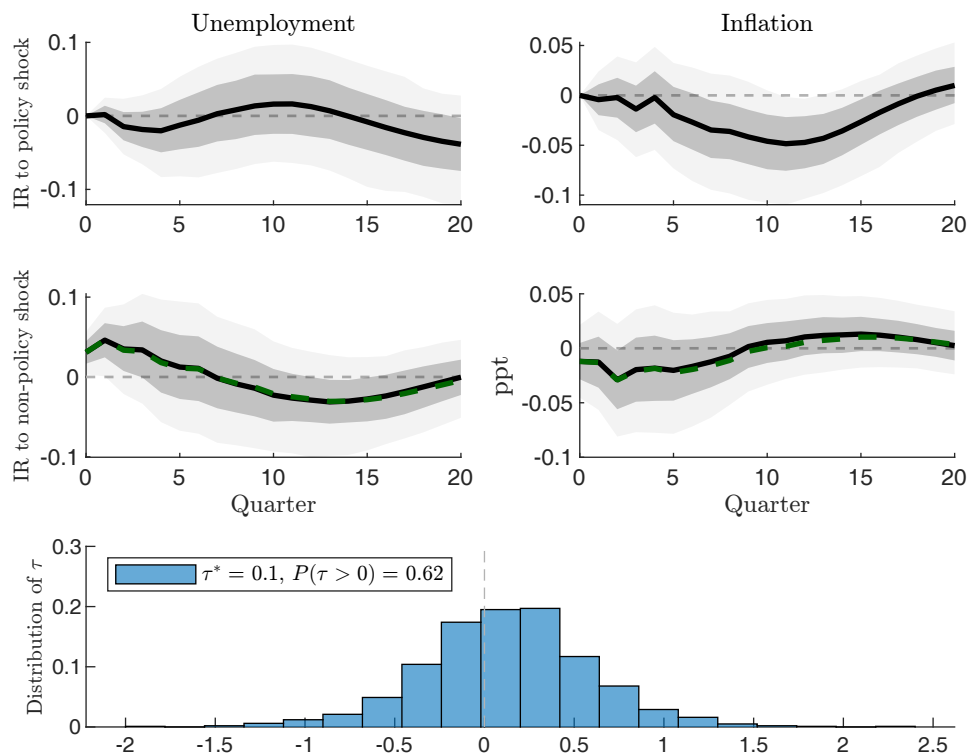 Unemployment
Inflation
IR to policy shock
0.1
0
-0.1
0 5 10 15 20
0.05
0
-0.05
-0.1
0 5 10 15 20
IR to non-policy shock
0.1
0
-0.1
0 5 10 15 20
Quarter
ppt
0.05
0
-0.05
-0.1
0 5 10 15 20
Quarter
Distribution of τ
0.3
0.2
0.1
0
τ* = 0.1, P(τ > 0) = 0.62
-2 -1.5 -1 -0.5 0 0.5 1 1.5 2 2.5